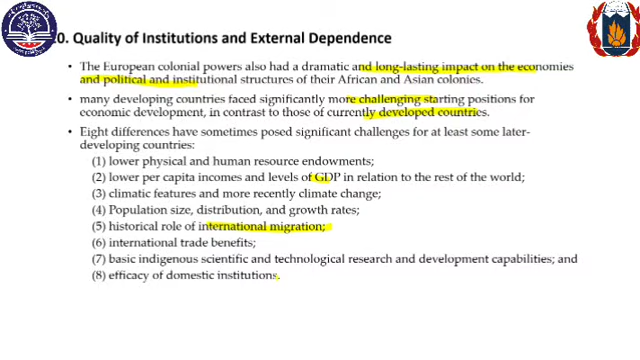 0. Quality of Institutions and External Dependence
• The European colonial powers also had a dramatic and long-lasting impact on the economies
and political and institutional structures of their African and Asian colonies.
• many developing countries faced significantly more challenging starting positions for
economic development, in contrast to those of currently developed countries.
• Eight differences have sometimes posed significant challenges for at least some later-
developing countries:
(1) lower physical and human resource endowments;
(2) lower per capita incomes and levels of GDP in relation to the rest of the world;
(3) climatic features and more recently climate change;
(4) Population size, distribution, and growth rates;
(5) historical role of international migration;
(6) international trade benefits;
(7) basic indigenous scientific and technological research and development capabilities; and
(8) efficacy of domestic institutions.